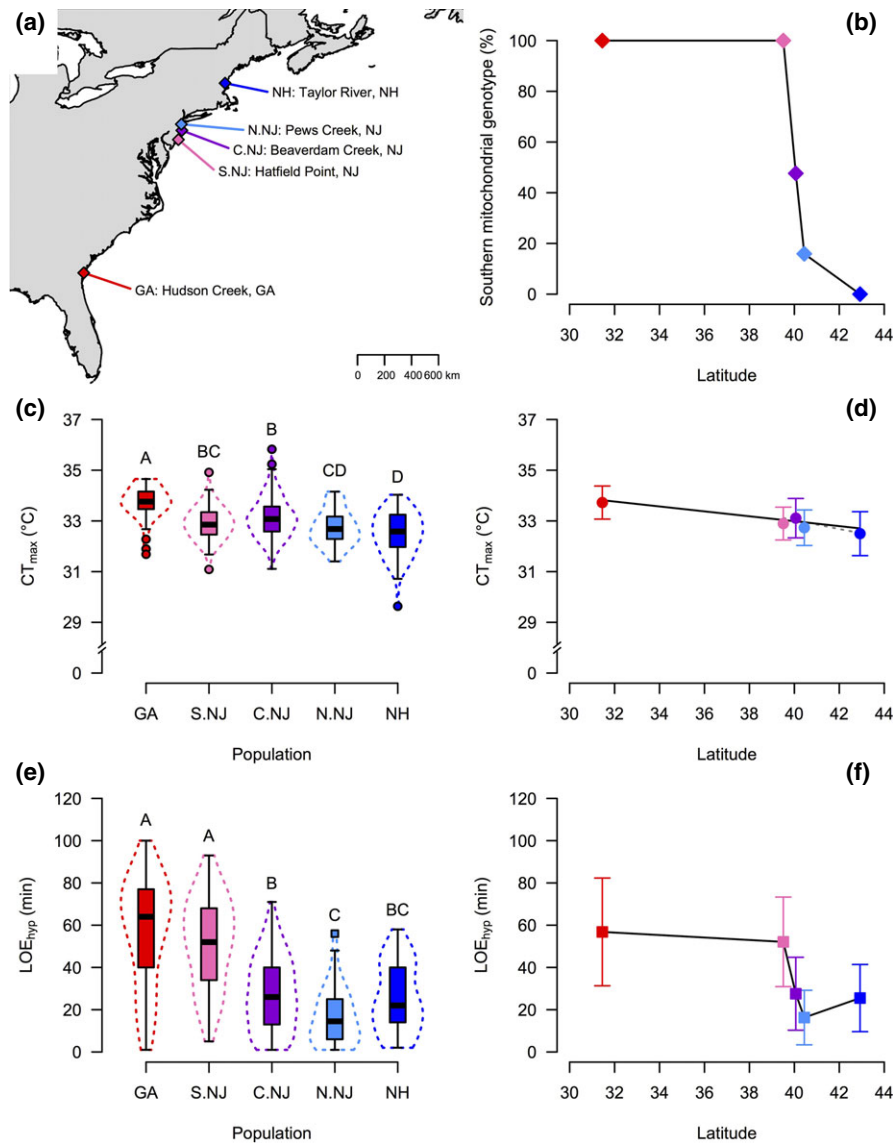 (a)
NH: Taylor River, NH
N.NJ: Pews Creek, NJ
C.NJ: Beaverdam Creek, NJ
S.NJ: Hatfield Point, NJ
GA: Hudson Creek, GA
0 200 400 600 km
(b)
Southern mitochondrial genotype (%)
100
80
60
40
20
0
30 32 34 36 38 40 42 44
Latitude
(c)
CTmax (°C)
37
35
33
31
29
0
A BC B CD D
GA S.NJ C.NJ N.NJ NH
Population
(d)
CTmax (°C)
37
35
33
31
29
0
30 32 34 36 38 40 42 44
Latitude
(e)
LOEhyp (min)
120
100
80
60
40
20
0
A A B C BC
GA S.NJ C.NJ N.NJ NH
Population
(f)
LOEhyp (min)
120
100
80
60
40
20
0
30 32 34 36 38 40 42 44
Latitude